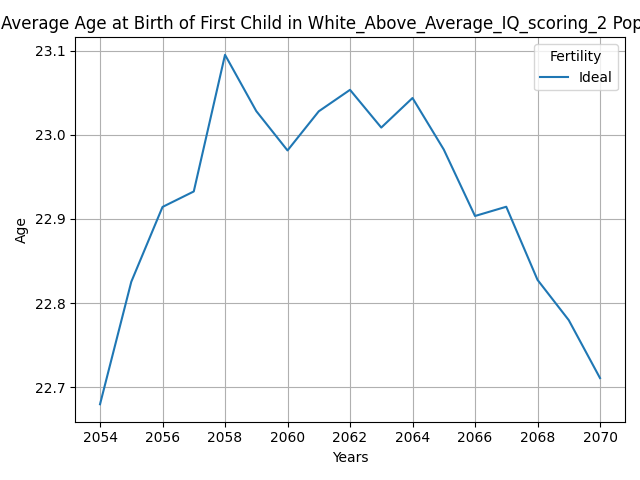 Average Age at Birth of First Child in White_Above_Average_IQ_scoring_2 Pop
23.1
23.0
22.9
22.8
22.7
Age
Fertility
Ideal
2054 2056 2058 2060 2062 2064 2066 2068 2070
Years